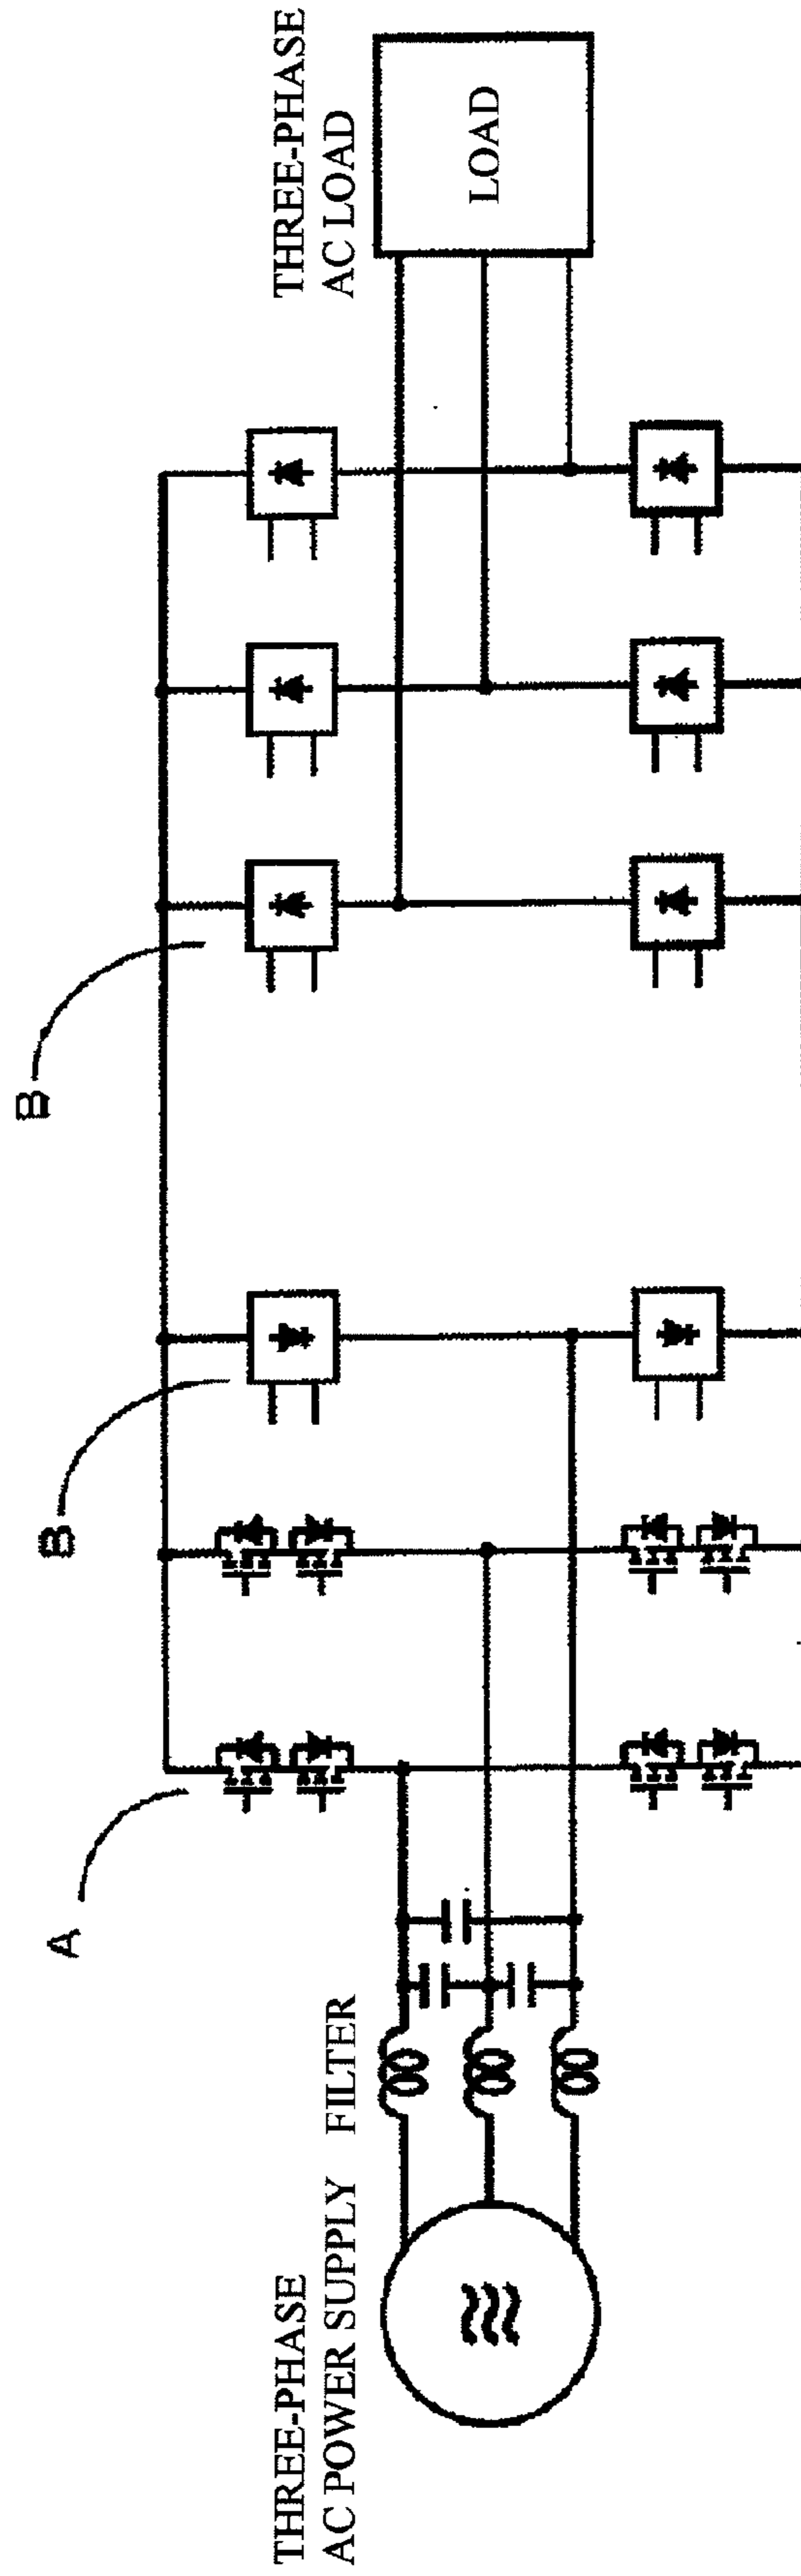 THREE-PHASE
AC POWER SUPPLY
FILTER
A
B
B
THREE-PHASE
AC LOAD
LOAD